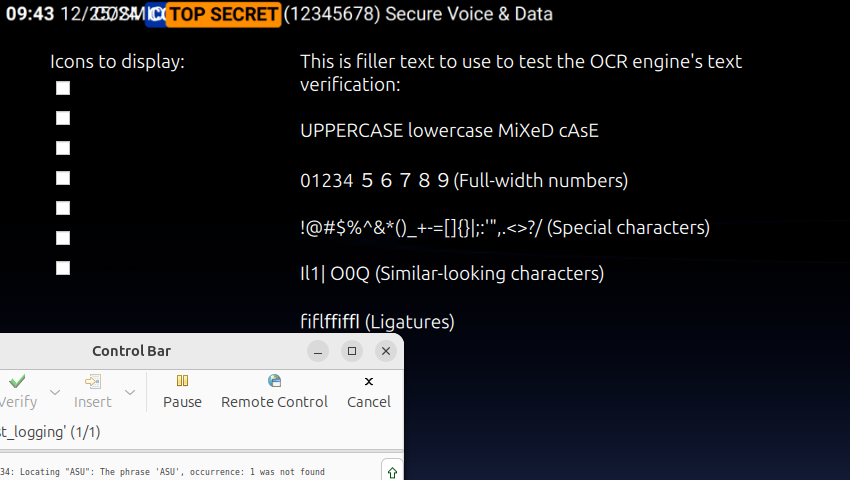 09:43 12/25/24 COSMIC TOP SECRET (12345678) Secure Voice & Data
Icons to display:
This is filler text to use to test the OCR engine's text
verification:
UPPERCASE lowercase MiXeD cAsE
01234 ５６７８９ (Full-width numbers)
!@#$%^&*()_+-=[]{}|;:'",.<>?/ (Special characters)
Il1| O0Q (Similar-looking characters)
ﬁﬂﬀﬃﬄ (Ligatures)
Control Bar
Verify Insert Pause Remote Control Cancel
t_logging' (1/1)
34: Locating "ASU": The phrase 'ASU', occurrence: 1 was not found